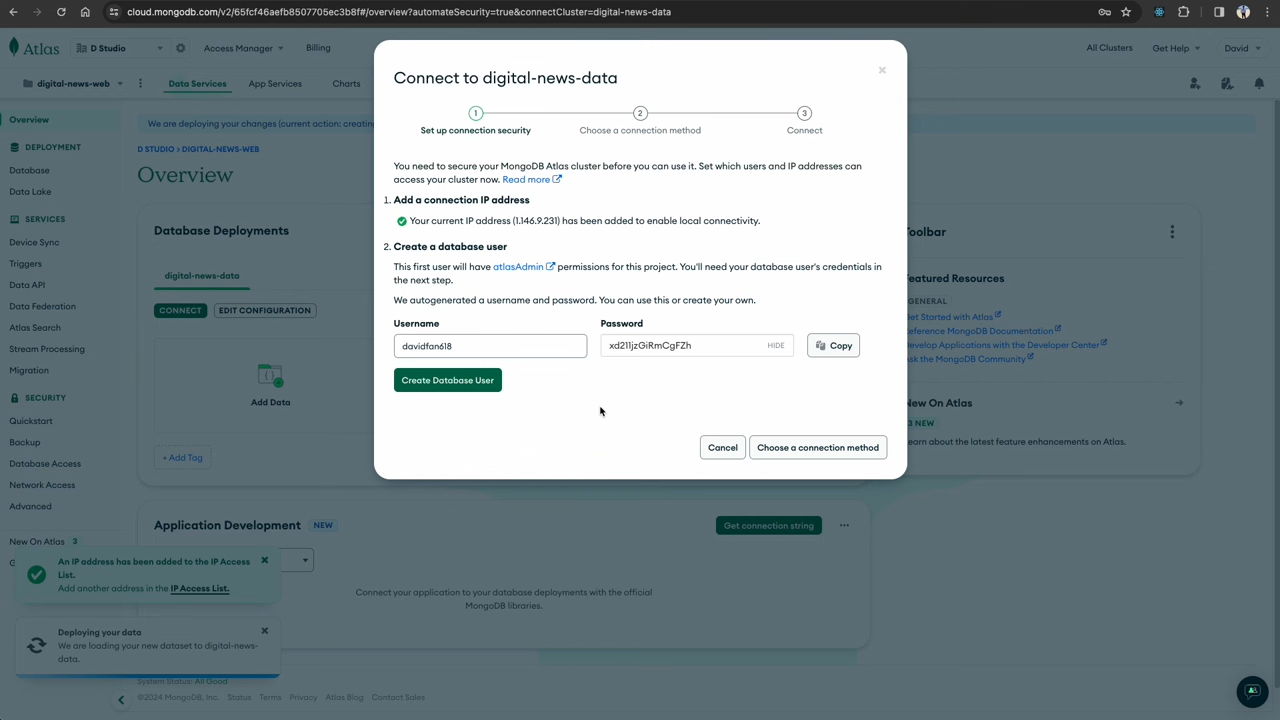 cloud.mongodb.com/v2/65fcf46aefb8507705ec3b8f#/overview?automateSecurity=true&connectCluster=digital-news-data
Atlas
D Studio
Access Manager
Billing
All Clusters
Get Help
David
digital-news-web
Data Services
App Services
Charts
Overview
DEPLOYMENT
Database
Data Lake
SERVICES
Device Sync
Triggers
Data API
Data Federation
Atlas Search
Stream Processing
Migration
SECURITY
Quickstart
Backup
Database Access
Network Access
Advanced
New On Atlas 3
We are deploying your changes (current action: creating
D STUDIO > DIGITAL-NEWS-WEB
Overview
Database Deployments
digital-news-data
CONNECT
EDIT CONFIGURATION
Add Data
+ Add Tag
Connect to digital-news-data
1
2
3
Set up connection security
Choose a connection method
Connect
You need to secure your MongoDB Atlas cluster before you can use it. Set which users and IP addresses can
access your cluster now. Read more
1. Add a connection IP address
Your current IP address (1.146.9.231) has been added to enable local connectivity.
2. Create a database user
This first user will have atlasAdmin permissions for this project. You'll need your database user's credentials in
the next step.
We autogenerated a username and password. You can use this or create your own.
Username
Password
davidfan618
xd211jzGiRmCgFZh
HIDE
Copy
Create Database User
Cancel
Choose a connection method
Toolbar
Featured Resources
GENERAL
Get Started with Atlas
Reference MongoDB Documentation
Develop Applications with the Developer Center
Ask the MongoDB Community
New On Atlas
3 NEW
Learn about the latest feature enhancements on Atlas.
Application Development NEW
Get connection string
Connect your application to your database deployments with the official
MongoDB libraries.
An IP address has been added to the IP Access
List.
Add another address in the IP Access List.
Deploying your data
We are loading your new dataset to digital-news-
data.
System Status: All Good
©2024 MongoDB, Inc.
Status
Terms
Privacy
Atlas Blog
Contact Sales